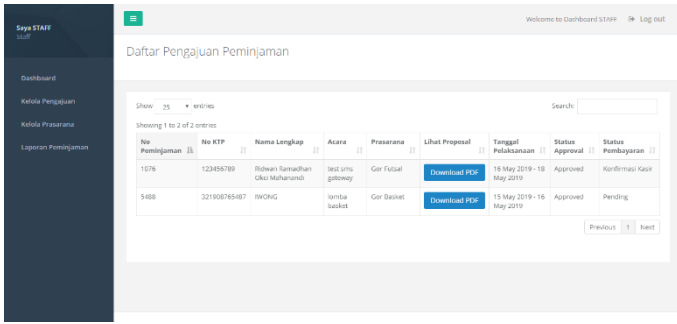 Saya STAFF
Staff
Welcome to Dashboard STAFF Log out
Daftar Pengajuan Peminjaman
Dashboard
Kelola Pengajuan
Kelola Prasarana
Laporan Peminjaman
Show 25 entries
Search:
Showing 1 to 2 of 2 entries
No Peminjaman No KTP Nama Lengkap Acara Prasarana Lihat Proposal Tanggal Pelaksanaan Status Approval Status Pembayaran
1076 123456789 Ridwan Ramadhan test sms Gor Futsal Download PDF 16 May 2019 - 18 Approved Konfirmasi Kasir
Okci Mahanandi gateway May 2019
5488 321908765487 IWONG lomba Gor Basket Download PDF 15 May 2019 - 16 Approved Pending
basket May 2019
Previous 1 Next